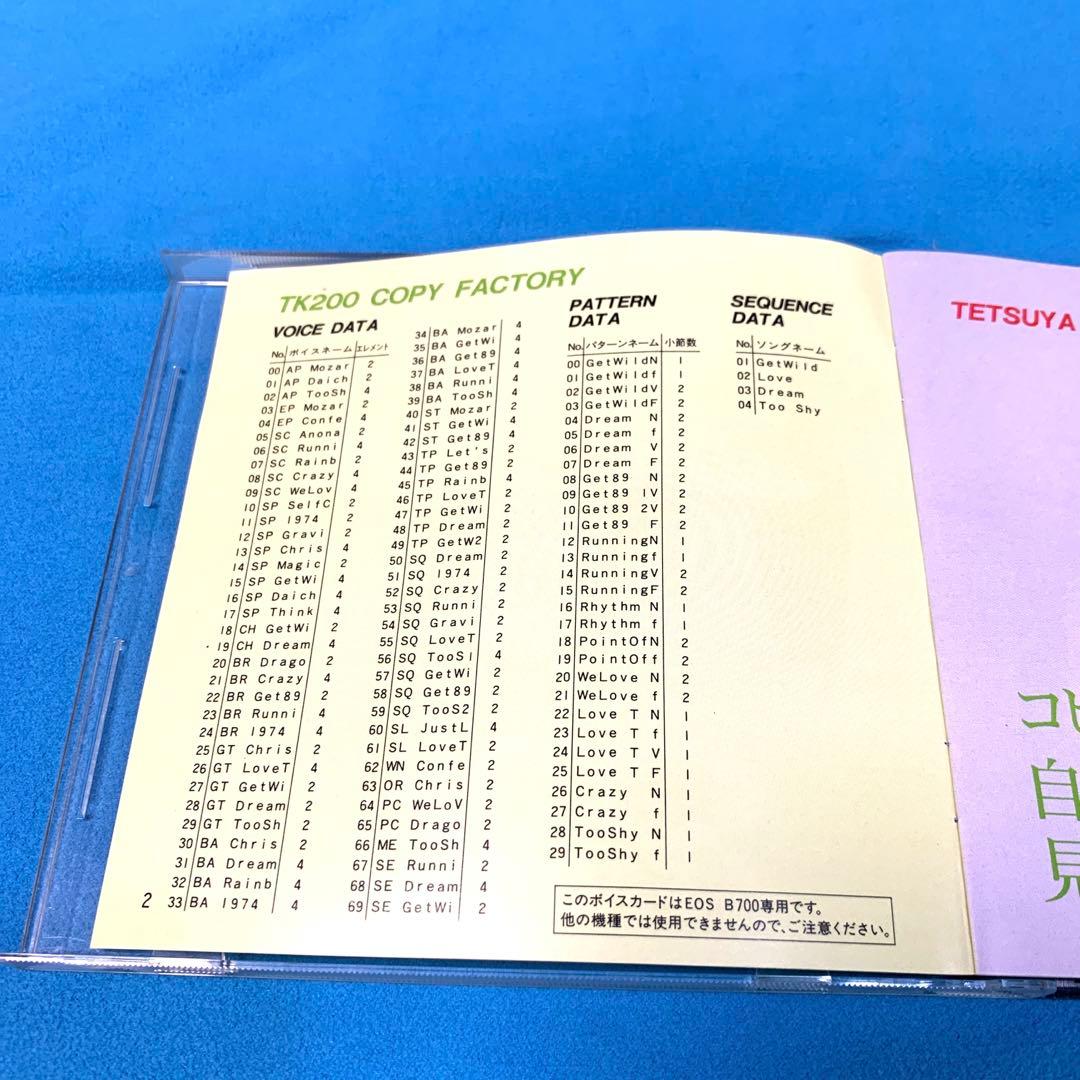 TK200 COPY FACTORY
VOICE DATA
No. ボイスネーム エレメント
00 AP Mozar 2
01 AP Daich 2
02 AP TooSh 4
03 EP Mozar 2
04 EP Confe 4
05 SC Anona 2
06 SC Runni 4
07 SC Rainb 2
08 SC Crazy 4
09 SC WeLov 4
10 SP SelfC 2
11 SP 1974 2
12 SP Gravi 2
13 SP Chris 4
14 SP Magic 2
15 SP GetWi 4
16 SP Daich 4
17 SP Think 4
18 CH GetWi 2
19 CH Dream 4
20 BR Drago 2
21 BR Crazy 4
22 BR Get89 2
23 BR Runni 4
24 BR 1974 4
25 GT Chris 2
26 GT LoveT 4
27 GT GetWi 2
28 GT Dream 2
29 GT TooSh 2
30 BA Chris 2
31 BA Dream 4
32 BA Rainb 4
33 BA 1974 4
34 BA Mozar 4
35 BA GetWi 4
36 BA Get89 4
37 BA LoveT 4
38 BA Runni 4
39 BA TooSh 4
40 ST Mozar 2
41 ST GetWi 4
42 ST Get89 4
43 TP Let's 2
44 TP Get89 2
45 TP Rainb 4
46 TP LoveT 2
47 TP GetWi 2
48 TP Dream 2
49 TP GetW2 2
50 SQ Dream 4
51 SQ 1974 2
52 SQ Crazy 2
53 SQ Runni 2
54 SQ Gravi 2
55 SQ LoveT 2
56 SQ TooS1 4
57 SQ GetWi 2
58 SQ Get89 2
59 SQ TooS2 2
60 SL JustL 4
61 SL LoveT 2
62 WN Confe 2
63 OR Chris 2
64 PC WeLoV 2
65 PC Drago 2
66 ME TooSh 4
67 SE Runni 2
68 SE Dream 4
69 SE GetWi 2
PATTERN
DATA
No. パターンネーム 小節数
00 GetWildN 1
01 GetWildf 1
02 GetWildV 2
03 GetWildF 2
04 Dream N 2
05 Dream f 2
06 Dream V 2
07 Dream F 2
08 Get89 N 2
09 Get89 1V 2
10 Get89 2V 2
11 Get89 F 2
12 RunningN 1
13 Runningf 1
14 RunningV 2
15 RunningF 2
16 Rhythm N 1
17 Rhythm f 1
18 PointOfN 2
19 PointOff 2
20 WeLove N 2
21 WeLove f 2
22 Love T N 1
23 Love T f 1
24 Love T V 1
25 Love T F 1
26 Crazy N 1
27 Crazy f 1
28 TooShy N 1
29 TooShy f 1
SEQUENCE
DATA
No. ソングネーム
01 GetWild
02 Love
03 Dream
04 Too Shy
このボイスカードはEOS B700専用です。
他の機種では使用できませんので、ご注意ください。
2
TETSUYA
コ
自
見